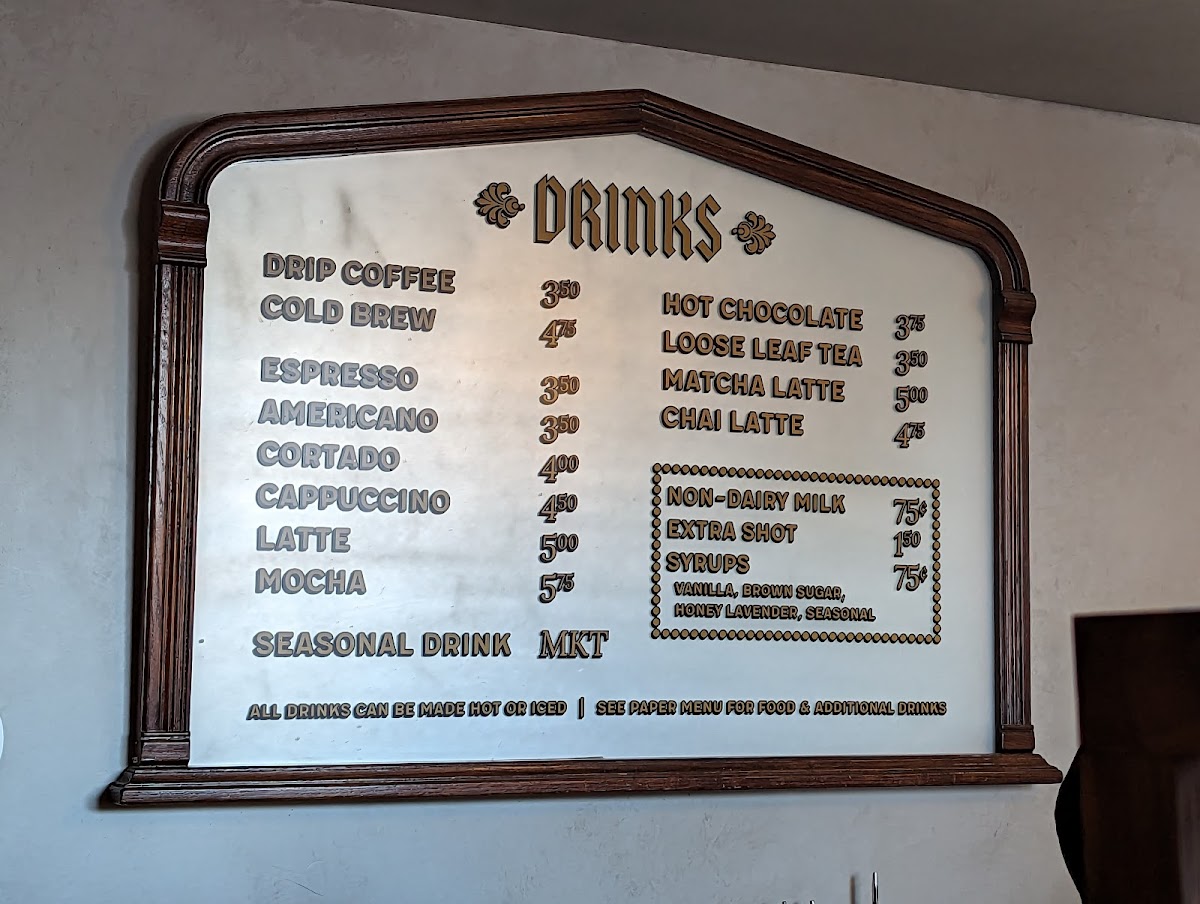 DRINKS
DRIP COFFEE 3.50
COLD BREW 4.75
ESPRESSO 3.50
AMERICANO 3.50
CORTADO 4.00
CAPPUCCINO 4.50
LATTE 5.00
MOCHA 5.75
SEASONAL DRINK MKT
HOT CHOCOLATE 3.75
LOOSE LEAF TEA 3.50
MATCHA LATTE 5.00
CHAI LATTE 4.75
NON-DAIRY MILK 75¢
EXTRA SHOT 1.50
SYRUPS 75¢
VANILLA, BROWN SUGAR,
HONEY LAVENDER, SEASONAL
ALL DRINKS CAN BE MADE HOT OR ICED | SEE PAPER MENU FOR FOOD & ADDITIONAL DRINKS